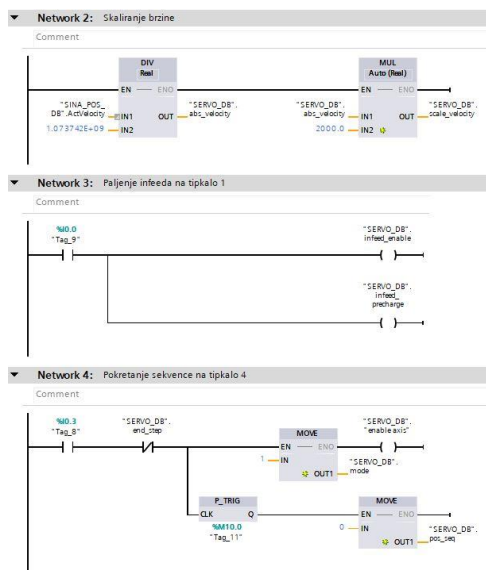 Network 2: Skaliranje brzine
Comment
DIV
Real
MUL
Auto (Real)
EN ENO
EN ENO
"SINA_POS_
DB".ActVelocity IN1
"SERVO_DB".
OUT abs_velocity
1.073742E+09 IN2
"SERVO_DB".
abs_velocity IN1
"SERVO_DB".
OUT scale_velocity
2000.0 IN2
Network 3: Paljenje infeeda na tipkalo 1
Comment
%I0.0
"Tag_9"
"SERVO_DB".
infeed_enable
"SERVO_DB".
infeed_
precharge
Network 4: Pokretanje sekvence na tipkalo 4
Comment
%I0.3
"Tag_8"
"SERVO_DB".
end_step
MOVE
EN ENO
1 IN
"SERVO_DB".
OUT1 mode
"SERVO_DB".
"enable axis"
P_TRIG
CLK Q
%M10.0
"Tag_11"
MOVE
EN ENO
0 IN
"SERVO_DB".
OUT1 pos_seq